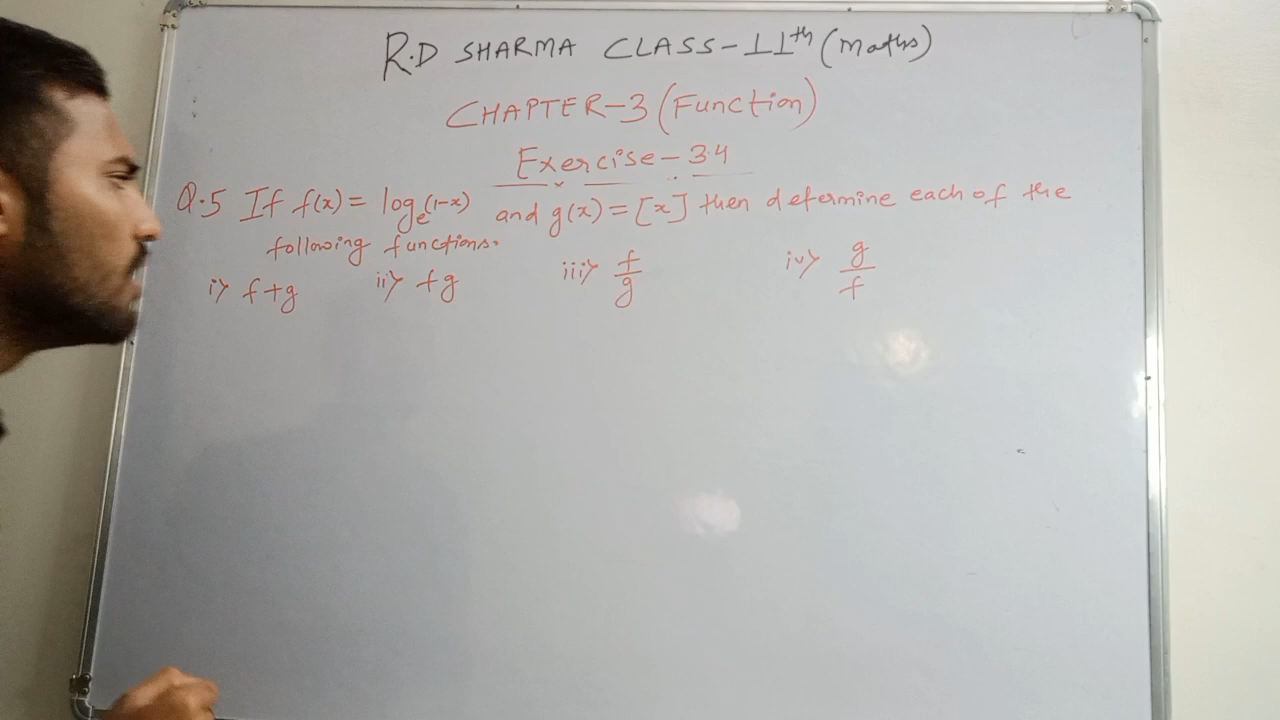 R.D SHARMA CLASS-11th (Maths)
CHAPTER-3 (Function)
Exercise-3.4
Q.5 If f(x) = log_e(1-x) and g(x) = [x] then determine each of the
following functions.
i> f+g ii> fg iii> f/g iv> g/f